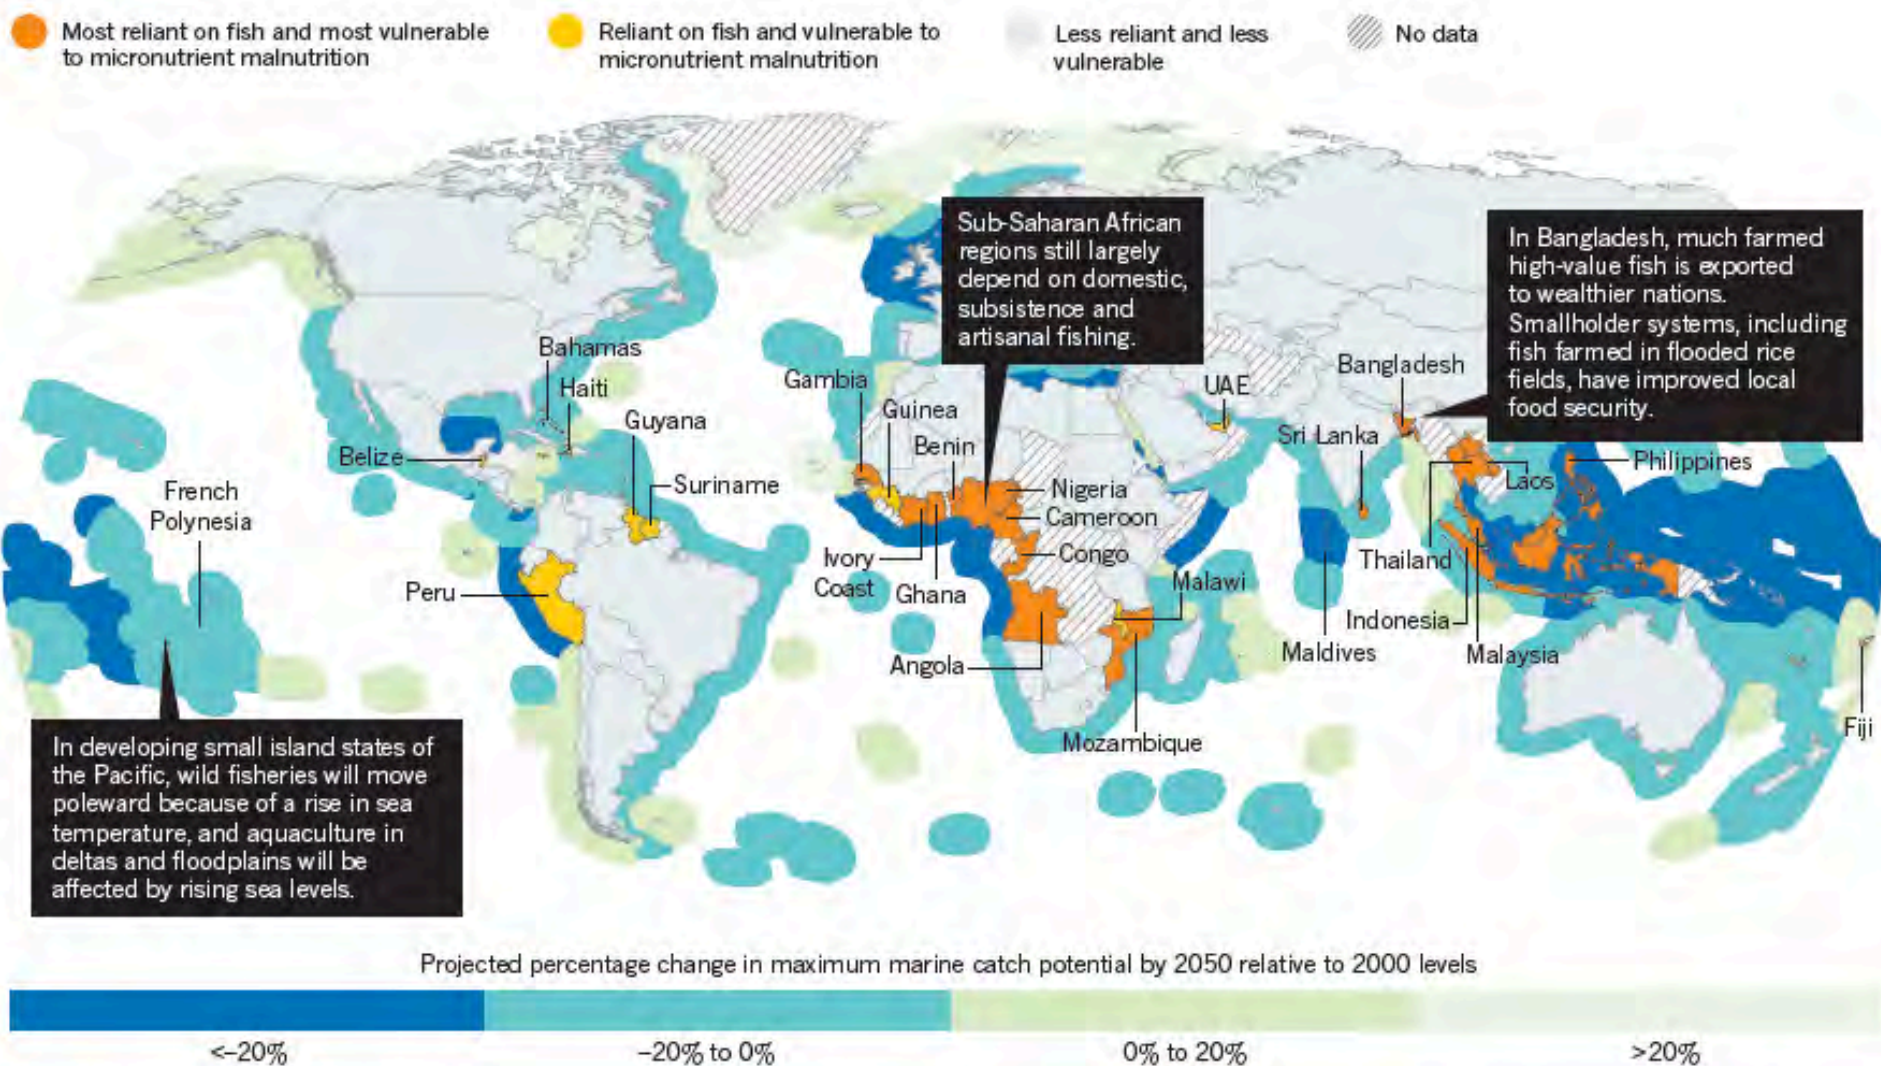 Most reliant on fish and most vulnerable
to micronutrient malnutrition
Reliant on fish and vulnerable to
micronutrient malnutrition
Less reliant and less
vulnerable
No data
Sub-Saharan African
regions still largely
depend on domestic,
subsistence and
artisanal fishing.
In Bangladesh, much farmed
high-value fish is exported
to wealthier nations.
Smallholder systems, including
fish farmed in flooded rice
fields, have improved local
food security.
Bahamas
Haiti
Guyana
Belize
Suriname
French
Polynesia
Peru
Gambia
Guinea
Benin
UAE
Bangladesh
Sri Lanka
Philippines
Laos
Nigeria
Cameroon
Congo
Ivory
Coast
Ghana
Malawi
Thailand
Indonesia
Maldives
Malaysia
Angola
Mozambique
Fiji
In developing small island states of
the Pacific, wild fisheries will move
poleward because of a rise in sea
temperature, and aquaculture in
deltas and floodplains will be
affected by rising sea levels.
Projected percentage change in maximum marine catch potential by 2050 relative to 2000 levels
<–20%
–20% to 0%
0% to 20%
>20%